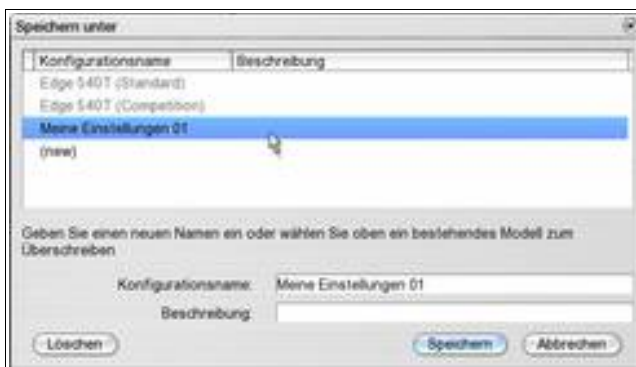 Speichern unter
Konfigurationsname Beschreibung
Edge 540T (Standard)
Edge 540T (Competition)
Meine Einstellungen 01
(new)
Geben Sie einen neuen Namen ein oder wählen Sie oben ein bestehendes Modell zum
Überschreiben
Konfigurationsname: Meine Einstellungen 01
Beschreibung:
Löschen Speichern Abbrechen